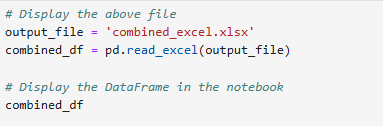 # Display the above file
output_file = 'combined_excel.xlsx'
combined_df = pd.read_excel(output_file)
# Display the DataFrame in the notebook
combined_df